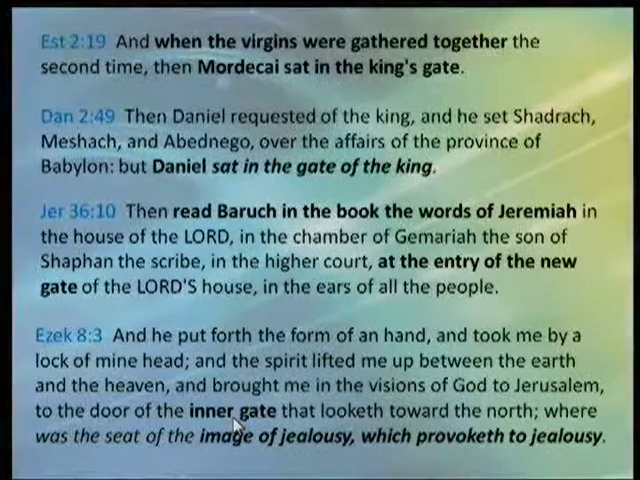 Est 2:19 And when the virgins were gathered together the
second time, then Mordecai sat in the king's gate.
Dan 2:49 Then Daniel requested of the king, and he set Shadrach,
Meshach, and Abednego, over the affairs of the province of
Babylon: but Daniel sat in the gate of the king.
Jer 36:10 Then read Baruch in the book the words of Jeremiah in
the house of the LORD, in the chamber of Gemariah the son of
Shaphan the scribe, in the higher court, at the entry of the new
gate of the LORD'S house, in the ears of all the people.
Ezek 8:3 And he put forth the form of an hand, and took me by a
lock of mine head; and the spirit lifted me up between the earth
and the heaven, and brought me in the visions of God to Jerusalem,
to the door of the inner gate that looketh toward the north; where
was the seat of the image of jealousy, which provoketh to jealousy.